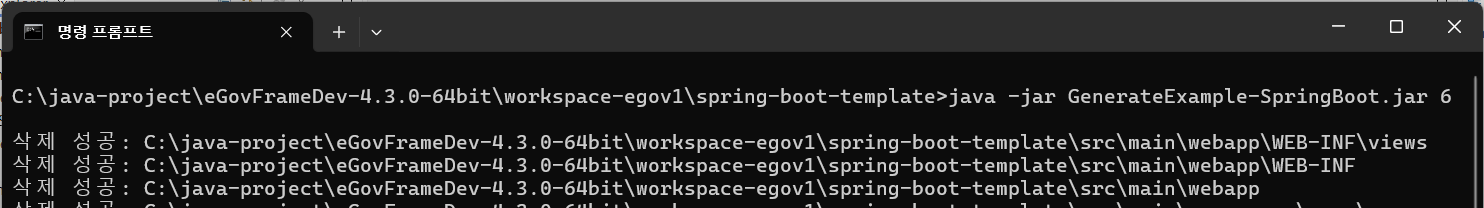 명령 프롬프트
C:\java-project\eGovFrameDev-4.3.0-64bit\workspace-egov1\spring-boot-template>java -jar GenerateExample-SpringBoot.jar 6
삭제 성공: C:\java-project\eGovFrameDev-4.3.0-64bit\workspace-egov1\spring-boot-template\src\main\webapp\WEB-INF\views
삭제 성공: C:\java-project\eGovFrameDev-4.3.0-64bit\workspace-egov1\spring-boot-template\src\main\webapp\WEB-INF
삭제 성공: C:\java-project\eGovFrameDev-4.3.0-64bit\workspace-egov1\spring-boot-template\src\main\webapp